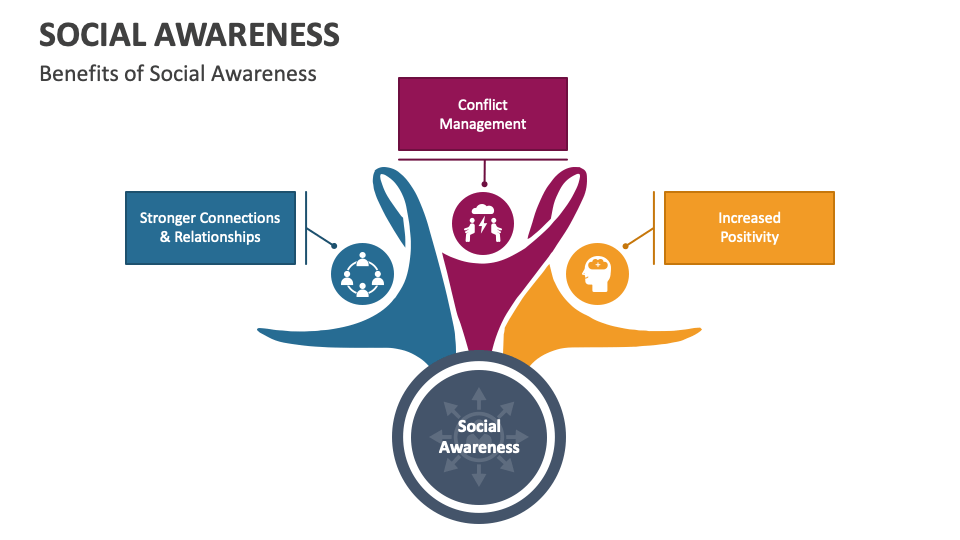 SOCIAL AWARENESS
Benefits of Social Awareness
Conflict
Management
Stronger Connections
& Relationships
Increased
Positivity
Social
Awareness